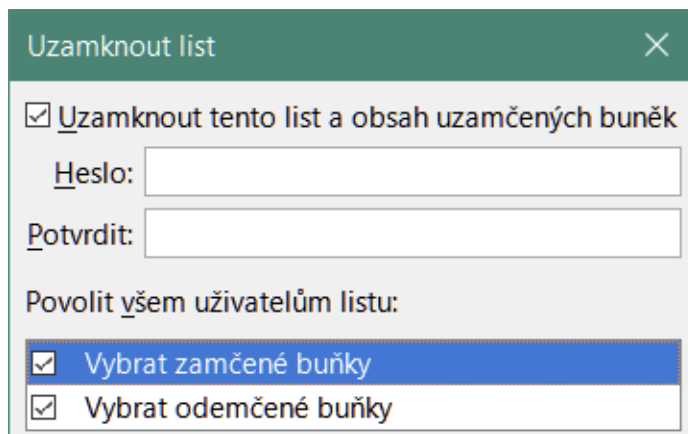 Uzamknout list
Uzamknout tento list a obsah uzamčených buněk
Heslo:
Potvrdit:
Povolit všem uživatelům listu:
Vybrat zamčené buňky
Vybrat odemčené buňky